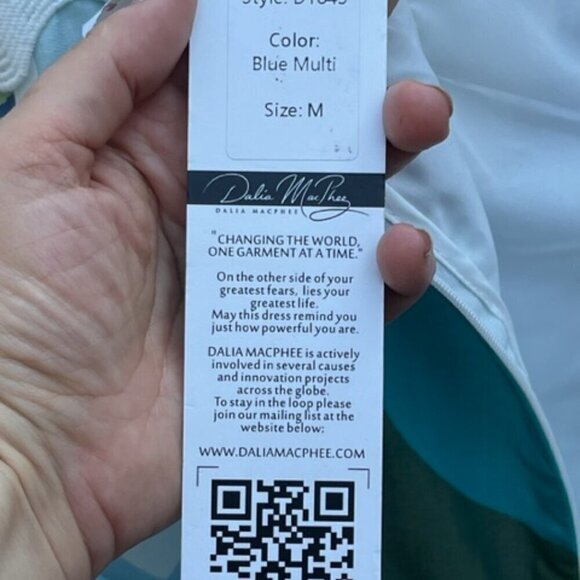 Style: D1645
Color:
Blue Multi
Size: M
Dalia MacPhee
DALIA MACPHEE
"CHANGING THE WORLD,
ONE GARMENT AT A TIME."
On the other side of your
greatest fears, lies your
greatest life.
May this dress remind you
just how powerful you are.
DALIA MACPHEE is actively
involved in several causes
and innovation projects
across the globe.
To stay in the loop please
join our mailing list at the
website below:
WWW.DALIAMACPHEE.COM